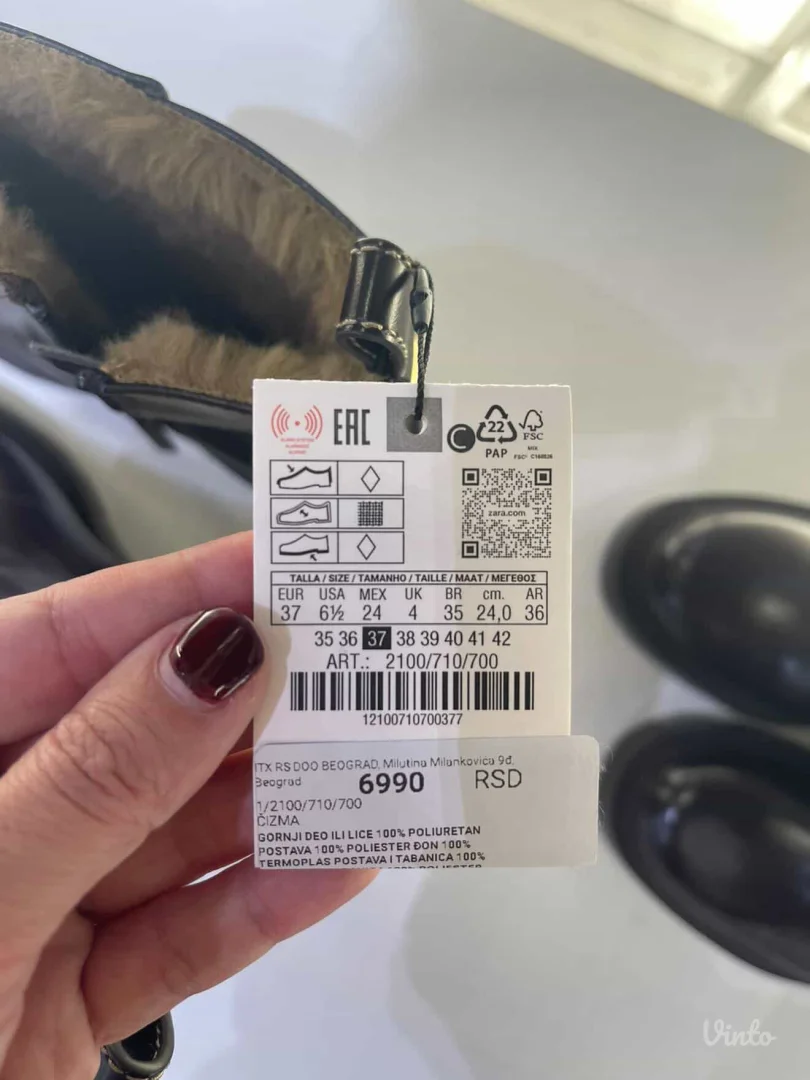 EAC
C
22
PAP
FSC
MIX
FSC® C160526
zara.com
TALLA / SIZE / TAMANHO / TAILLE / MAAT / ΜΕΓΕΘΟΣ
EUR USA MEX UK BR cm. AR
37 6½ 24 4 35 24,0 36
35 36 37 38 39 40 41 42
ART.: 2100/710/700
12100710700377
ITX RS DOO BEOGRAD, Milutina Milankovica 9đ,
Beograd
6990 RSD
1/2100/710/700
ČIZMA
GORNJI DEO ILI LICE 100% POLIURETAN
POSTAVA 100% POLIESTER ĐON 100%
TERMOPLAS POSTAVA I TABANICA 100%
Vinto